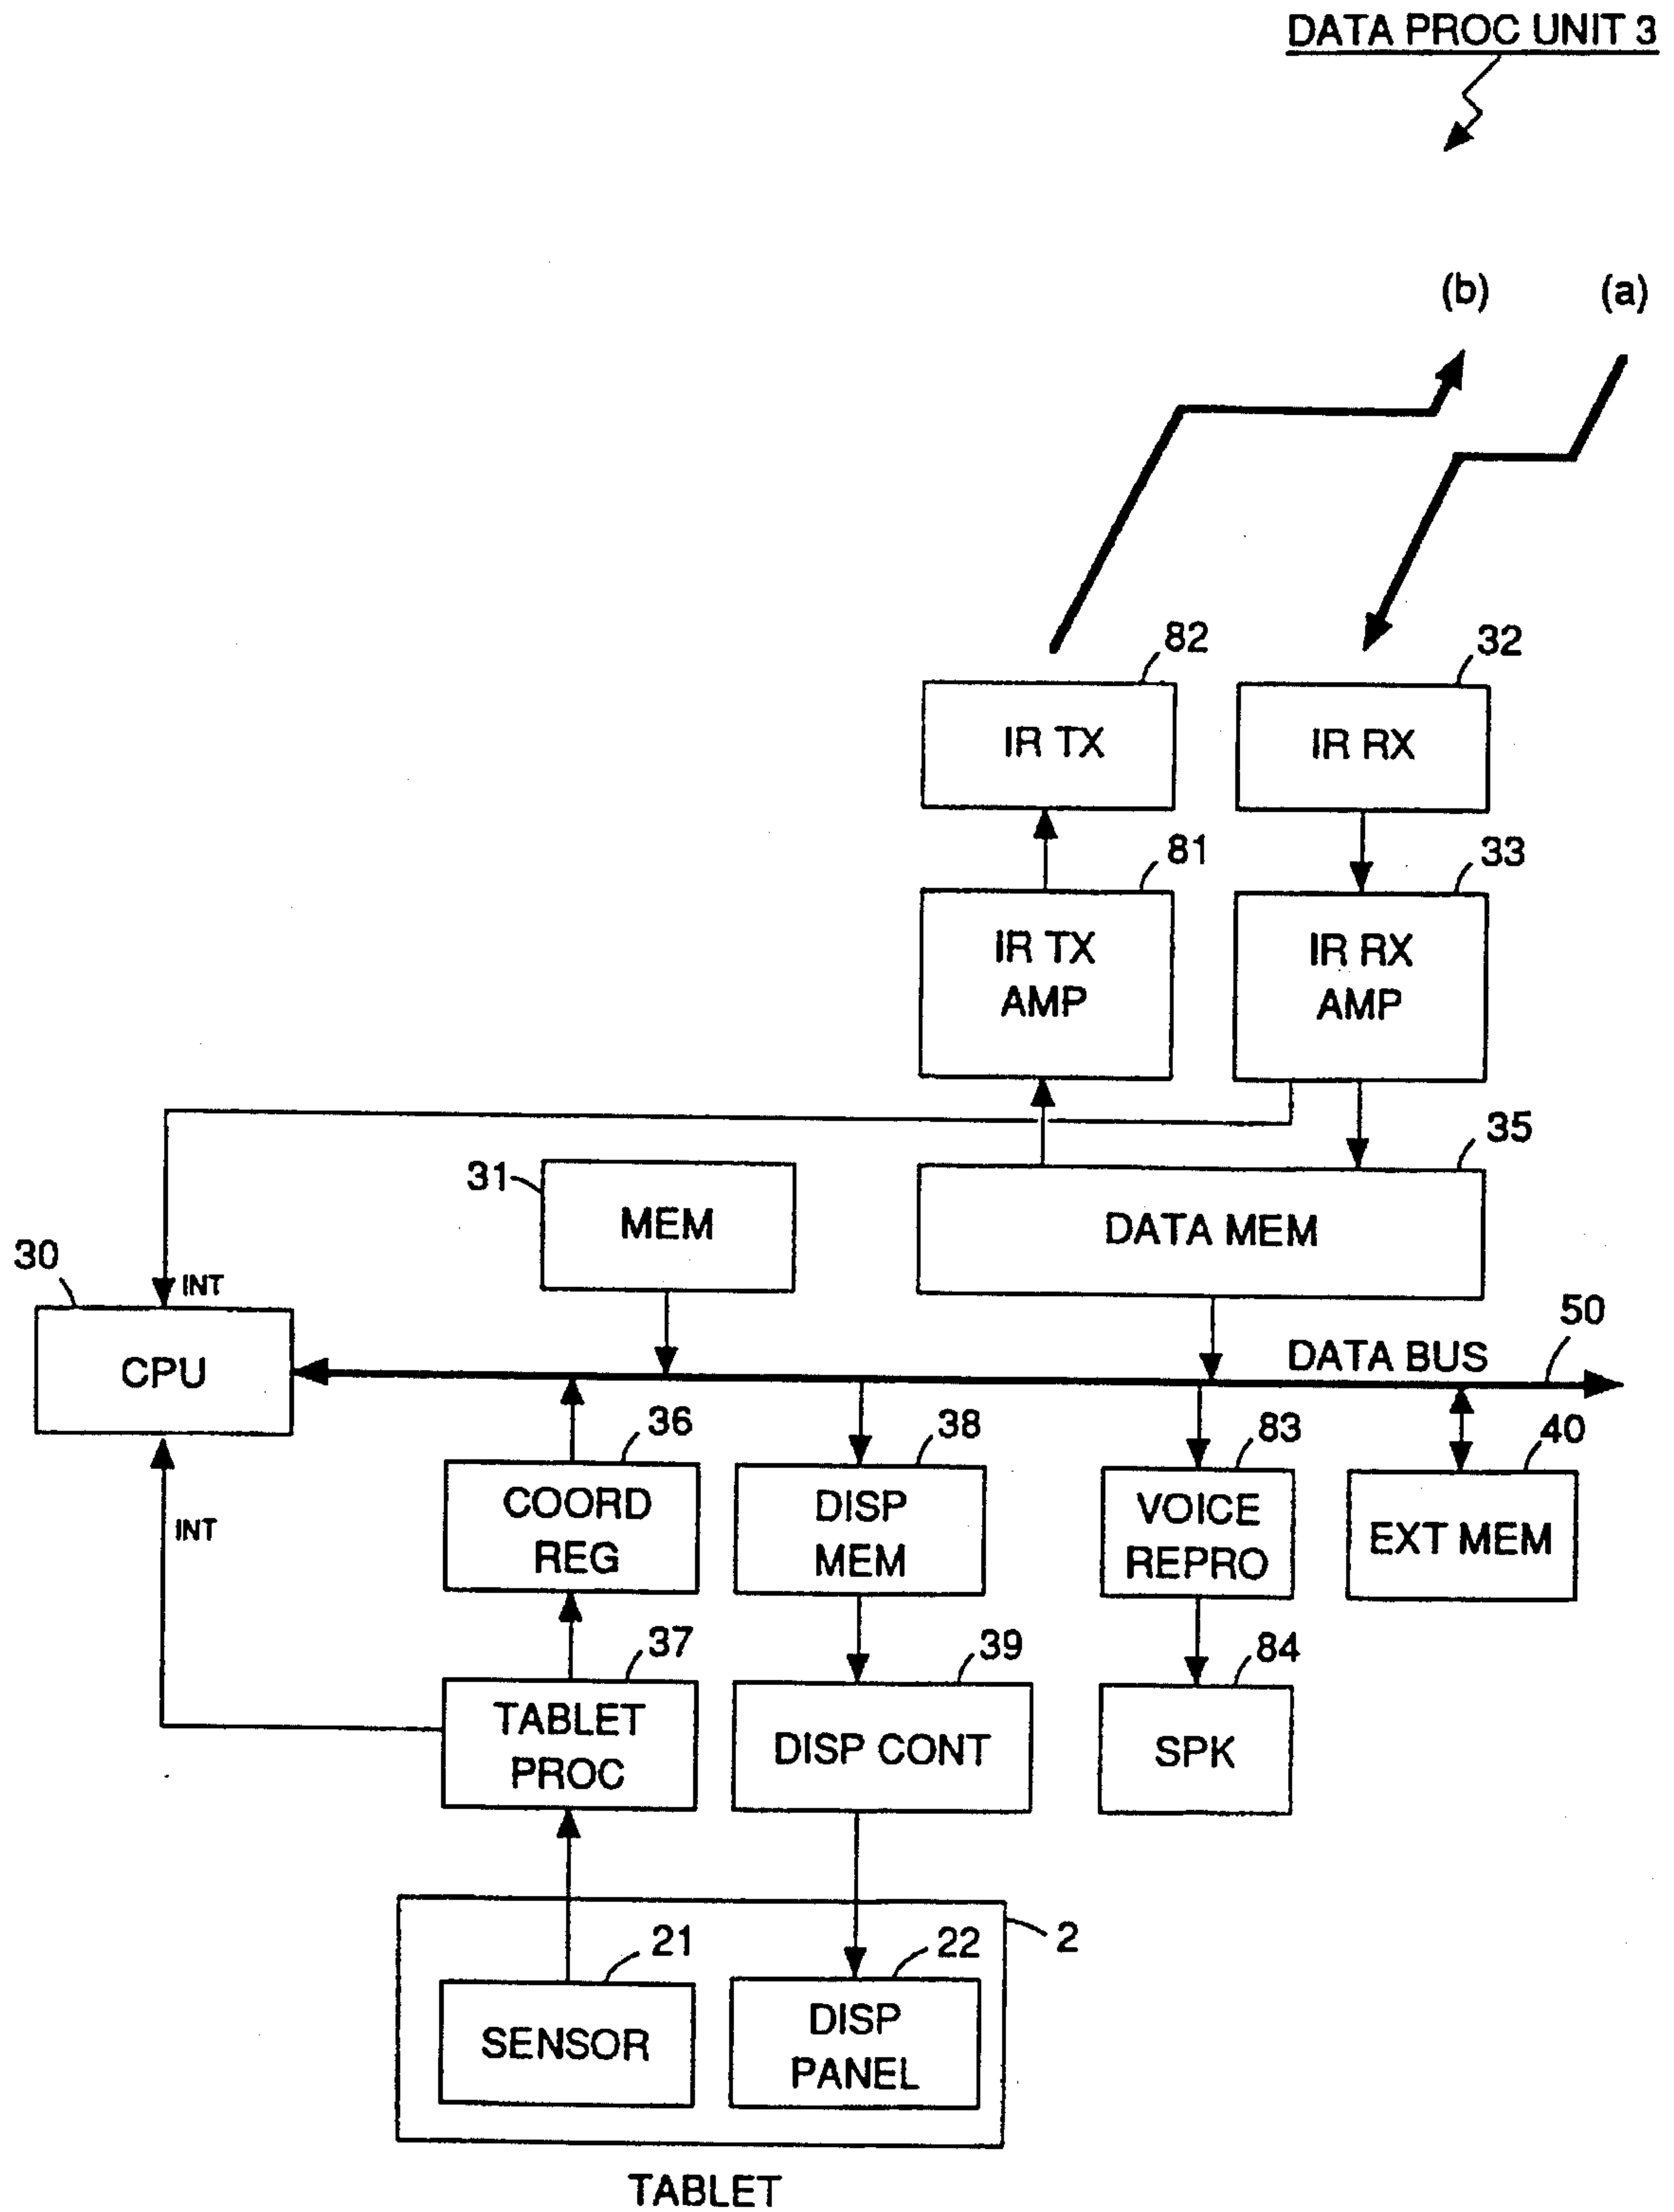 DATA PROC UNIT 3
(b)
(a)
82
32
IR TX
IR RX
81
33
IR TX
AMP
IR RX
AMP
35
31
MEM
DATA MEM
30
INT
50
CPU
DATA BUS
36
38
83
40
COORD
REG
DISP
MEM
VOICE
REPRO
EXT MEM
INT
37
39
84
TABLET
PROC
DISP CONT
SPK
2
21
22
SENSOR
DISP
PANEL
TABLET